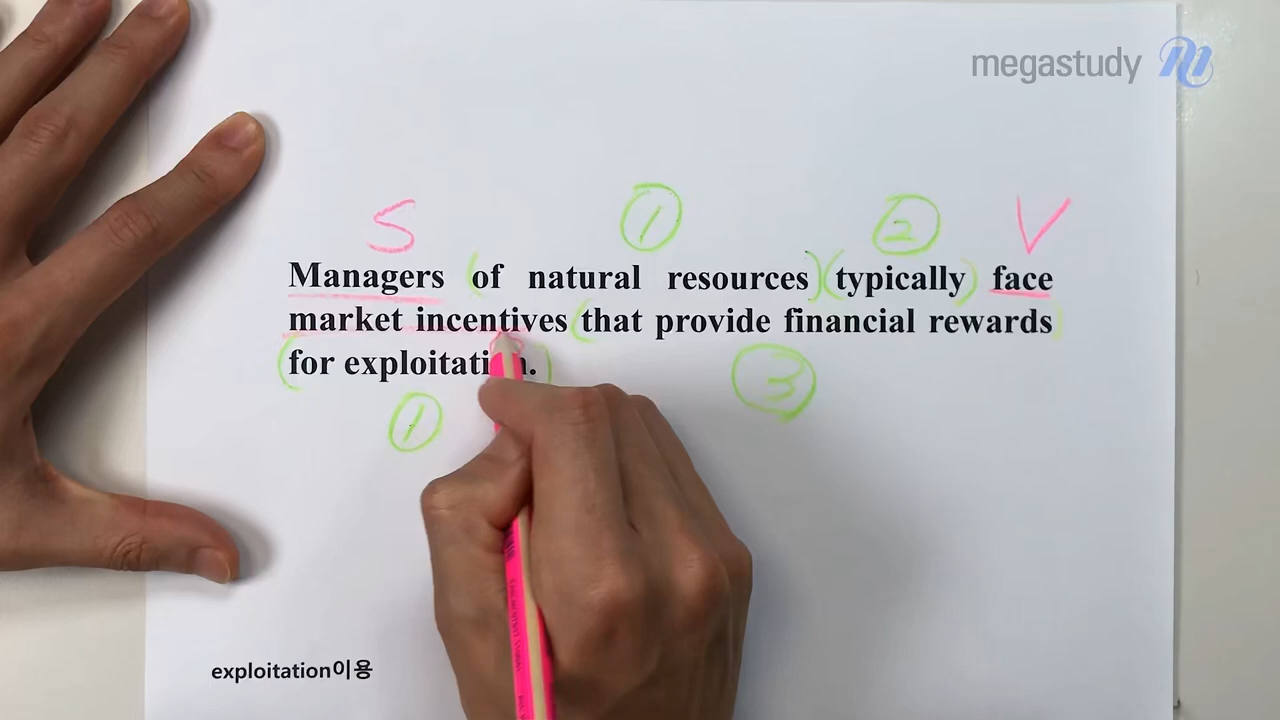 megastudy
S ① ② V
Managers (of natural resources) (typically) face
market incentives (that provide financial rewards)
(for exploitati n.)
① ③
exploitation이용